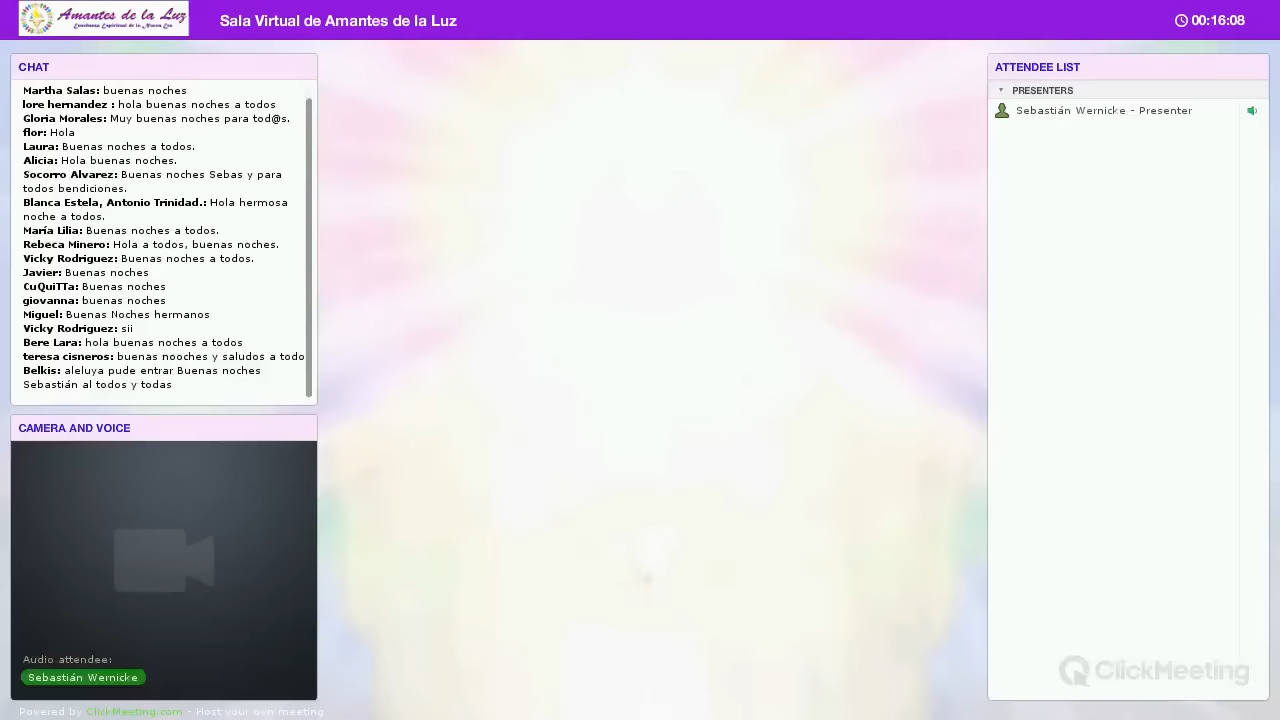 Amantes de la Luz
Enseñanza Espiritual de la Nueva Era
Sala Virtual de Amantes de la Luz
00:16:08
CHAT
Martha Salas: buenas noches
lore hernandez : hola buenas noches a todos
Gloria Morales: Muy buenas noches para tod@s.
flor: Hola
Laura: Buenas noches a todos.
Alicia: Hola buenas noches.
Socorro Alvarez: Buenas noches Sebas y para
todos bendiciones.
Blanca Estela, Antonio Trinidad.: Hola hermosa
noche a todos.
María Lilia: Buenas noches a todos.
Rebeca Minero: Hola a todos, buenas noches.
Vicky Rodriguez: Buenas noches a todos.
Javier: Buenas noches
CuQuiTTa: Buenas noches
giovanna: buenas noches
Miguel: Buenas Noches hermanos
Vicky Rodriguez: sii
Bere Lara: hola buenas noches a todos
teresa cisneros: buenas nooches y saludos a todo
Belkis: aleluya pude entrar Buenas noches
Sebastián al todos y todas
CAMERA AND VOICE
Audio attendee:
Sebastián Wernicke
Powered by ClickMeeting.com - Host your own meeting
ATTENDEE LIST
PRESENTERS
Sebastián Wernicke - Presenter
ClickMeeting